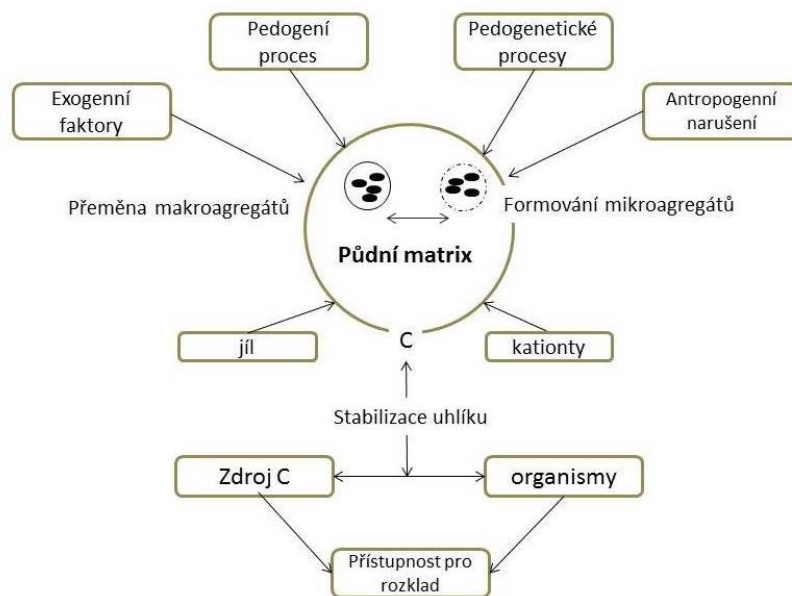 Pedogení
proces
Pedogenetické
procesy
Exogenní
faktory
Antropogenní
narušení
Přeměna makroagregátů
Formování mikroagregátů
Půdní matrix
jíl
C
kationty
Stabilizace uhlíku
Zdroj C
organismy
Přístupnost pro
rozklad